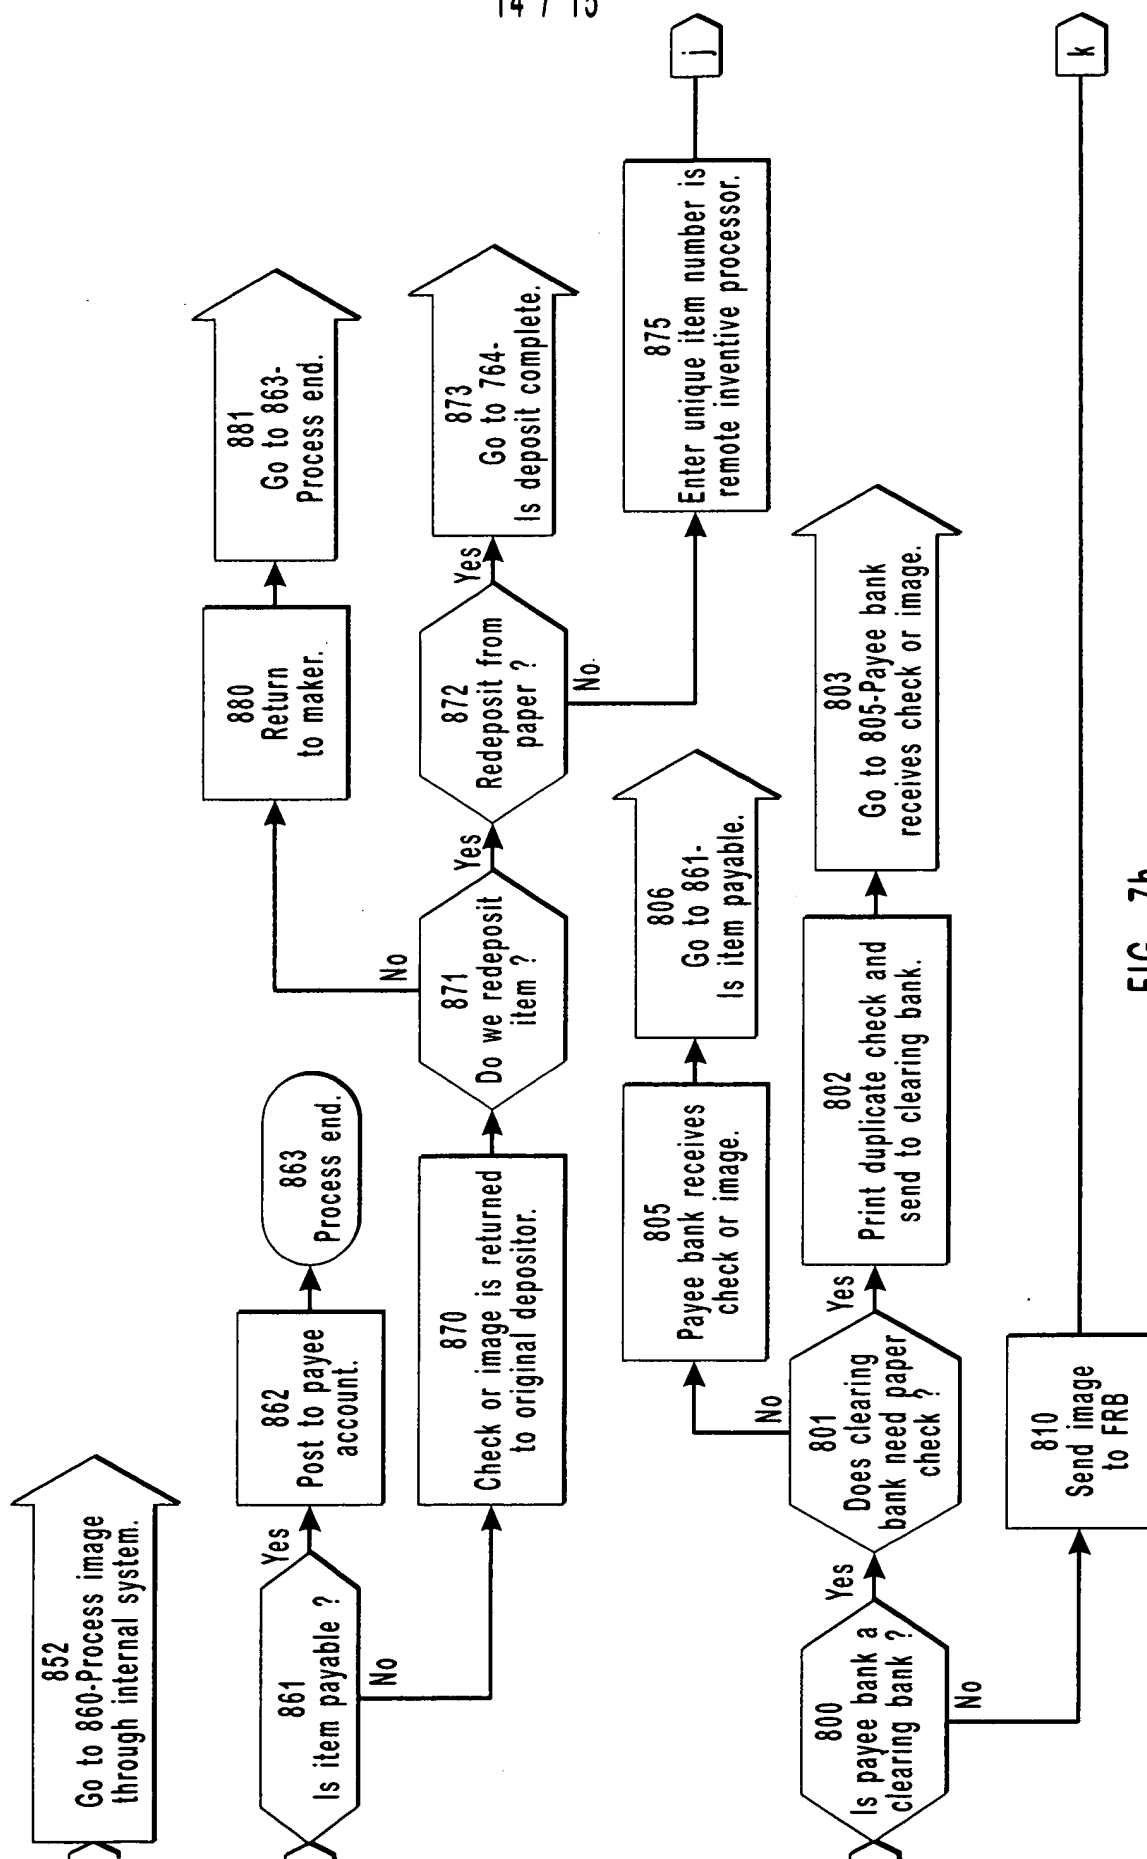 14 / 15
852
Go to 860-Process image
through internal system.
861
Is item payable ?
Yes
No
862
Post to payee
account.
863
Process end.
870
Check or image is returned
to original depositor.
871
Do we redeposit
item ?
No
Yes
880
Return
to maker.
881
Go to 863-
Process end.
872
Redeposit from
paper ?
Yes
No
873
Go to 764-
Is deposit complete.
875
Enter unique item number is
remote inventive processor.
j
800
Is payee bank a
clearing bank ?
Yes
No
801
Does clearing
bank need paper
check ?
No
Yes
805
Payee bank receives
check or image.
806
Go to 861-
Is item payable.
802
Print duplicate check and
send to clearing bank.
803
Go to 805-Payee bank
receives check or image.
810
Send image
to FRB
k
FIG. 7h